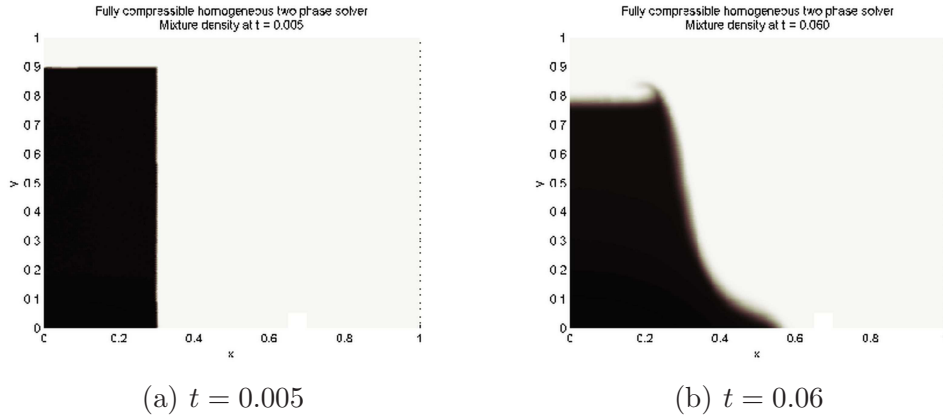 Fully compressible homogeneous two phase solver
Mixture density at t = 0.005
1
0.9
0.8
0.7
0.6
y 0.5
0.4
0.3
0.2
0.1
0
0 0.2 0.4 0.6 0.8 1
x
(a) t = 0.005
Fully compressible homogeneous two phase solver
Mixture density at t = 0.060
1
0.9
0.8
0.7
0.6
y 0.5
0.4
0.3
0.2
0.1
0
0 0.2 0.4 0.6 0.8
x
(b) t = 0.06